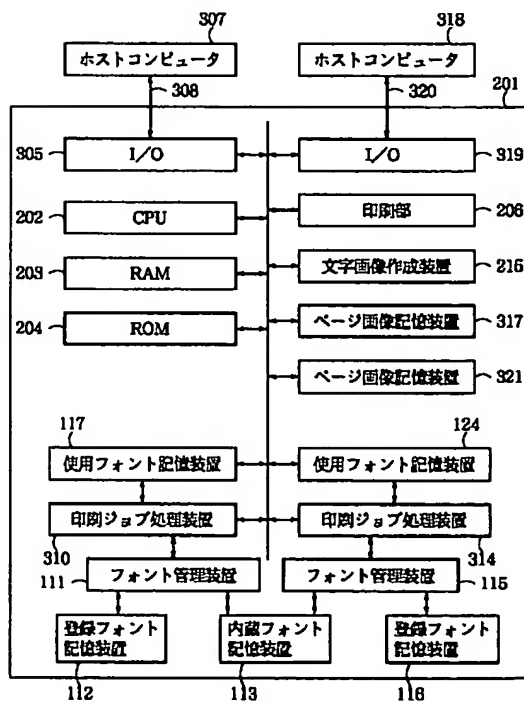 307
318
ホストコンピュータ
ホストコンピュータ
308
320
201
305
I/O
I/O
319
202
CPU
印刷部
206
203
RAM
文字画像作成装置
216
204
ROM
ページ画像記憶装置
317
ページ画像記憶装置
321
117
124
使用フォント記憶装置
使用フォント記憶装置
印刷ジョブ処理装置
印刷ジョブ処理装置
310
314
111
フォント管理装置
フォント管理装置
115
登録フォント
記憶装置
内蔵フォント
記憶装置
登録フォント
記憶装置
112
113
116